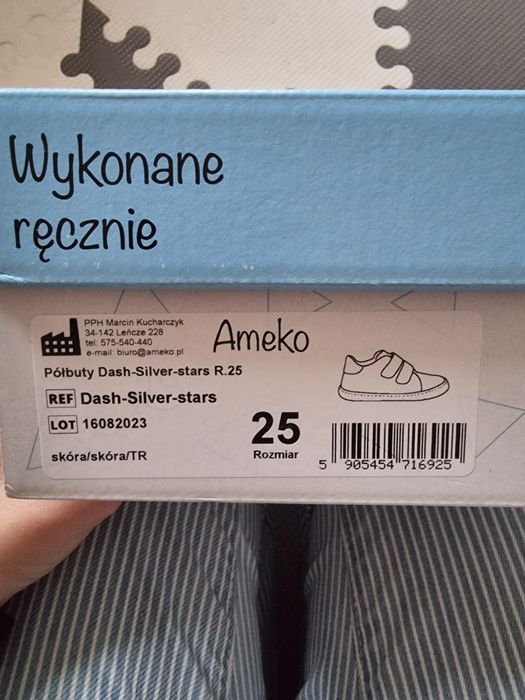 Wykonane
ręcznie
PPH Marcin Kucharczyk
34-142 Leńcze 228
tel: 575-540-440
e-mail: biuro@ameko.pl
Ameko
Półbuty Dash-Silver-stars R.25
REF Dash-Silver-stars
LOT 16082023
25
Rozmiar
skóra/skóra/TR
5 905454 716925